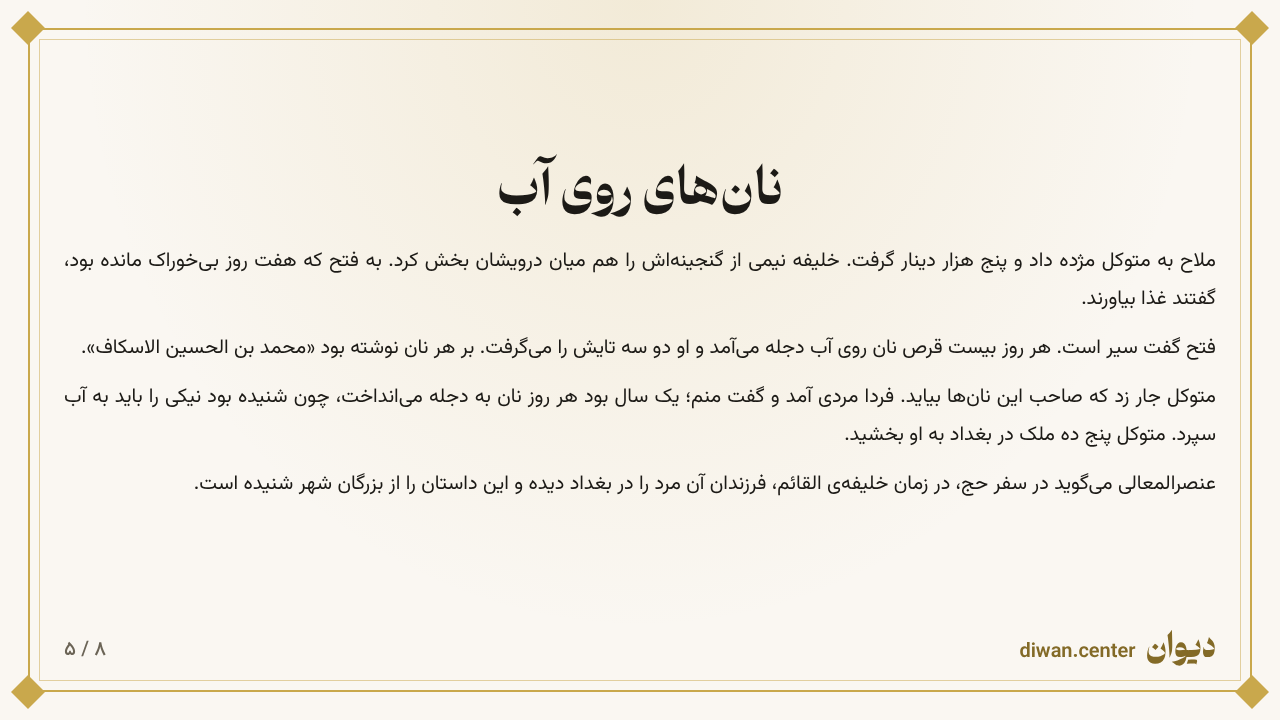 نان‌های روی آب
ملاح به متوکل مژده داد و پنج هزار دینار گرفت. خلیفه نیمی از گنجینه‌اش را هم میان درویشان بخش کرد. به فتح که هفت روز بی‌خوراک مانده بود،
گفتند غذا بیاورند.
فتح گفت سیر است. هر روز بیست قرص نان روی آب دجله می‌آمد و او دو سه تایش را می‌گرفت. بر هر نان نوشته بود «محمد بن الحسین الاسکاف».
متوکل جار زد که صاحب این نان‌ها بیاید. فردا مردی آمد و گفت منم؛ یک سال بود هر روز نان به دجله می‌انداخت، چون شنیده بود نیکی را باید به آب
سپرد. متوکل پنج ده ملک در بغداد به او بخشید.
عنصرالمعالی می‌گوید در سفر حج، در زمان خلیفه‌ی القائم، فرزندان آن مرد را در بغداد دیده و این داستان را از بزرگان شهر شنیده است.
دیوان diwan.center
۵ / ۸